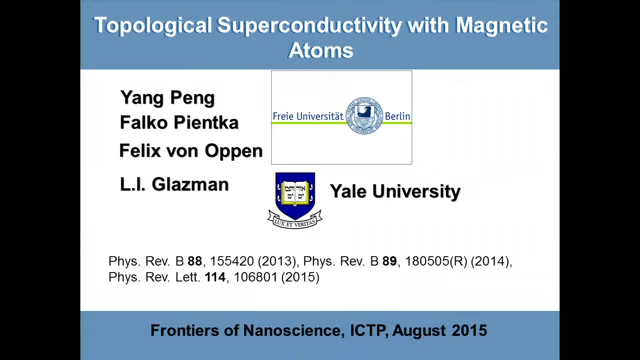 Topological Superconductivity with Magnetic
Atoms
Yang Peng
Falko Pientka
Felix von Oppen
Freie Universität Berlin
L.I. Glazman
Yale University
LUX ET VERITAS
Phys. Rev. B 88, 155420 (2013), Phys. Rev. B 89, 180505(R) (2014),
Phys. Rev. Lett. 114, 106801 (2015)
Frontiers of Nanoscience, ICTP, August 2015